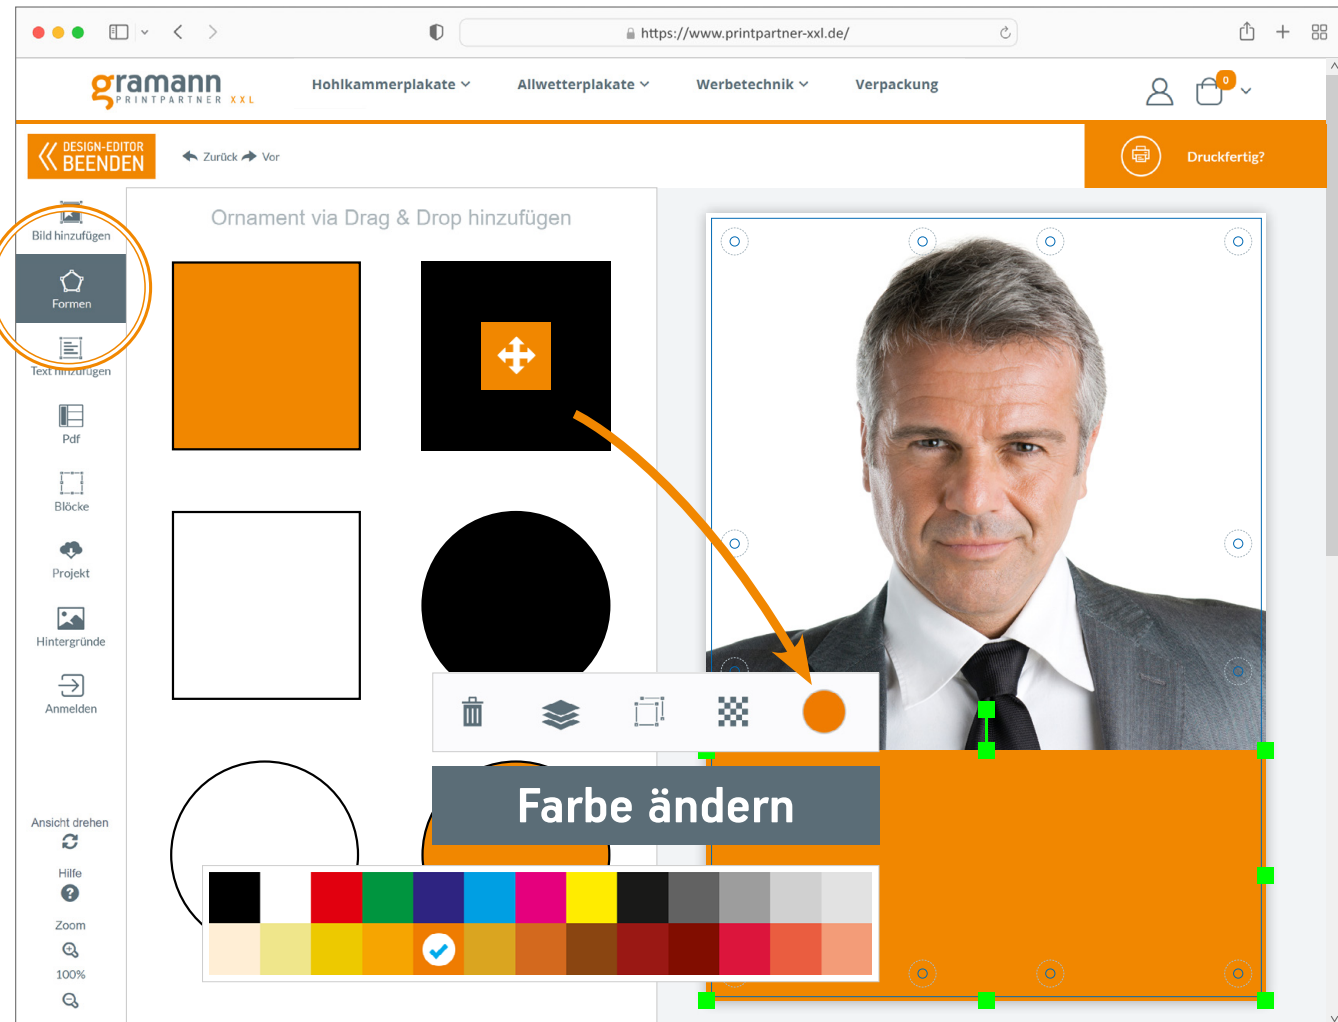 https://www.printpartner-xxl.de/
gramann
PRINTPARTNER XXL
Hohlkammerplakate
Allwetterplakate
Werbetechnik
Verpackung
0
DESIGN-EDITOR
BEENDEN
Zurück
Vor
Druckfertig?
Bild hinzufügen
Formen
Text hinzufügen
Pdf
Blöcke
Projekt
Hintergründe
Anmelden
Ansicht drehen
Hilfe
?
Zoom
100%
Ornament via Drag & Drop hinzufügen
Farbe ändern